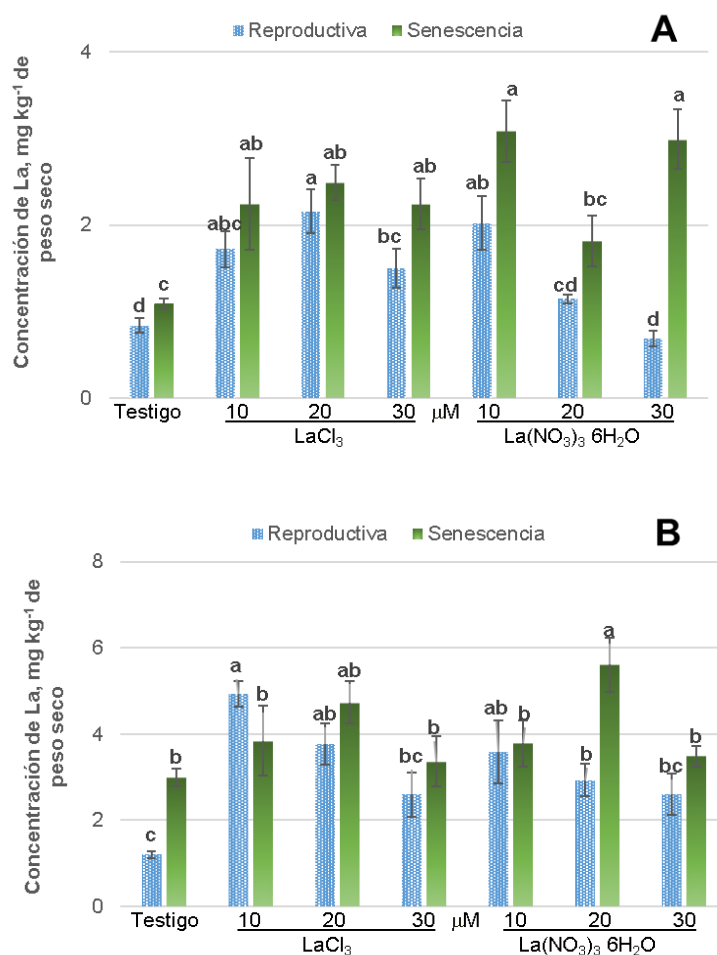 Reproductiva Senescencia A
Concentración de La, mg kg⁻¹ de
peso seco
4
2
0
d c abc ab a ab bc ab ab a cd bc d a
Testigo 10 20 30 μM 10 20 30
LaCl₃ La(NO₃)₃ 6H₂O
Reproductiva Senescencia B
Concentración de La, mg kg⁻¹ de
peso seco
8
6
4
2
0
c b a b ab ab bc b ab b b a bc b
Testigo 10 20 30 μM 10 20 30
LaCl₃ La(NO₃)₃ 6H₂O